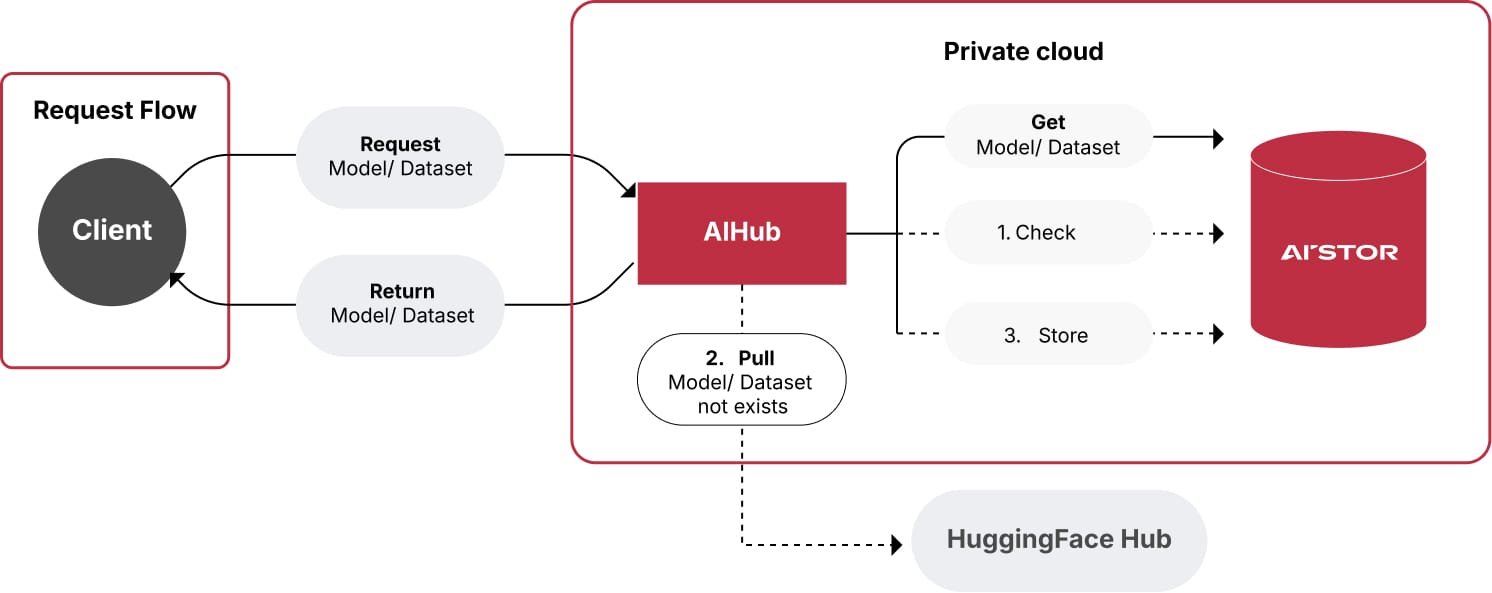 Private cloud
Request Flow
Client
Request
Model/ Dataset
Return
Model/ Dataset
AIHub
Get
Model/ Dataset
1. Check
3. Store
2. Pull
Model/ Dataset
not exists
AISTOR
HuggingFace Hub